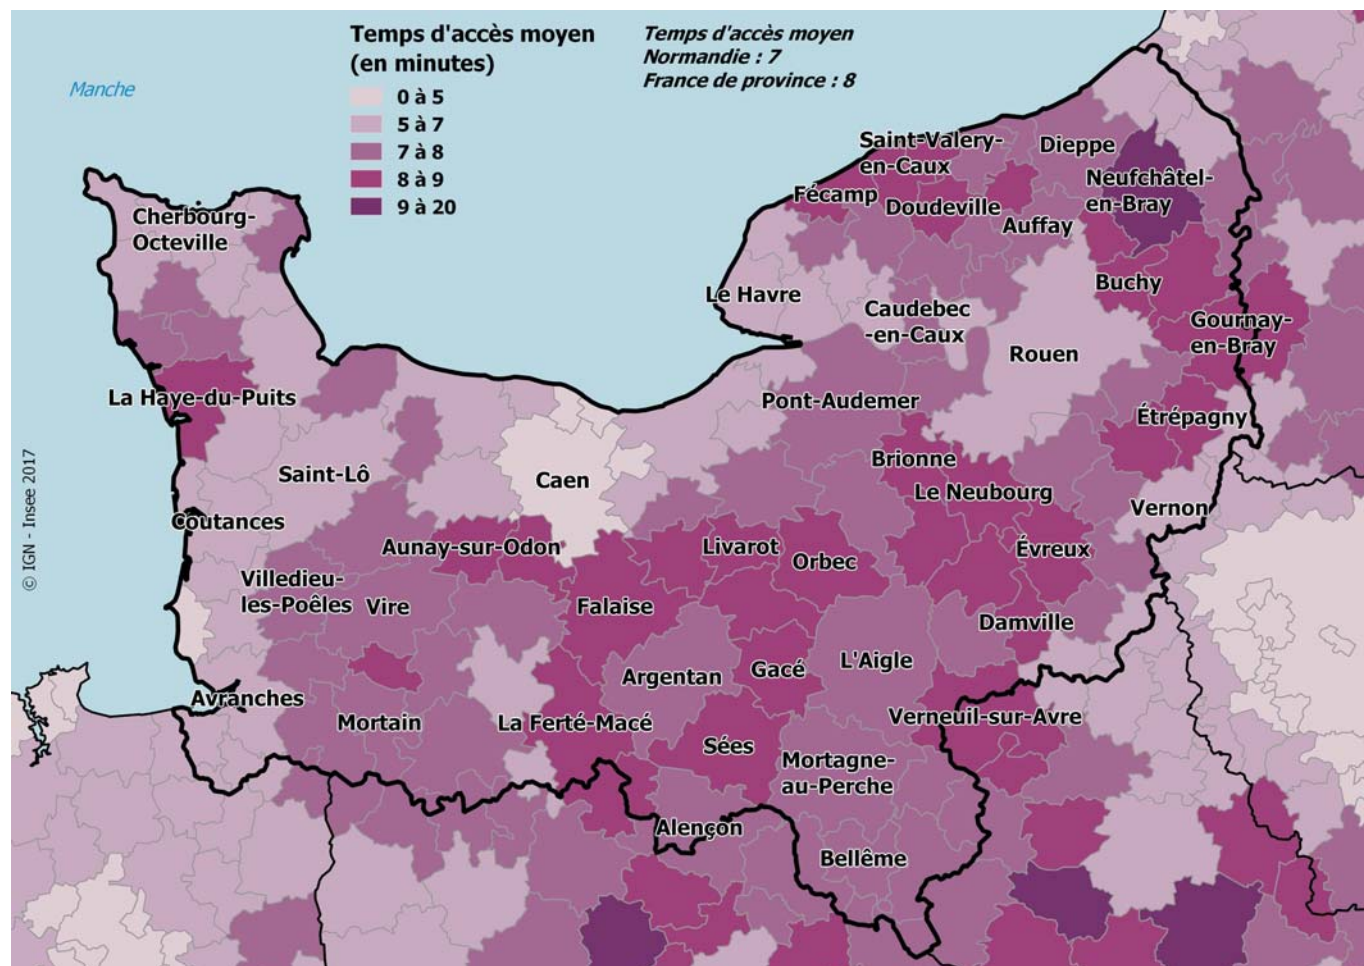 Temps d'accès moyen
(en minutes)
0 à 5
5 à 7
7 à 8
8 à 9
9 à 20
Temps d'accès moyen
Normandie : 7
France de province : 8
Manche
© IGN - Insee 2017
Cherbourg-
Octeville
La Haye-du-Puits
Saint-Lô
Coutances
Caen
Aunay-sur-Odon
Villedieu-
les-Poêles
Vire
Avranches
Mortain
La Ferté-Macé
Falaise
Argentan
Livarot
Orbec
Gacé
L'Aigle
Sées
Mortagne-
au-Perche
Alençon
Bellême
Verneuil-sur-Avre
Damville
Évreux
Le Neubourg
Brionne
Pont-Audemer
Vernon
Étrépagny
Rouen
Caudebec
-en-Caux
Le Havre
Fécamp
Saint-Valery-
en-Caux
Doudeville
Auffay
Dieppe
Neufchâtel-
en-Bray
Buchy
Gournay-
en-Bray